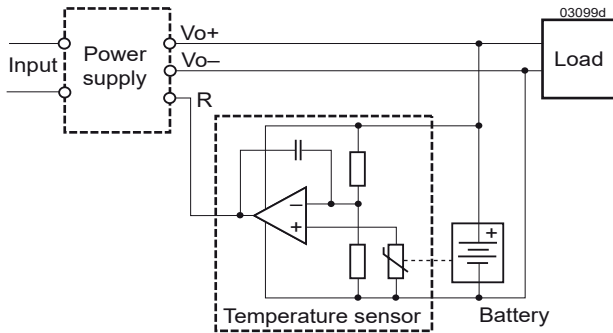 03099d
Vo+
Power
supply
Input
Load
Vo–
R
–
+
+
Temperature sensor
Battery